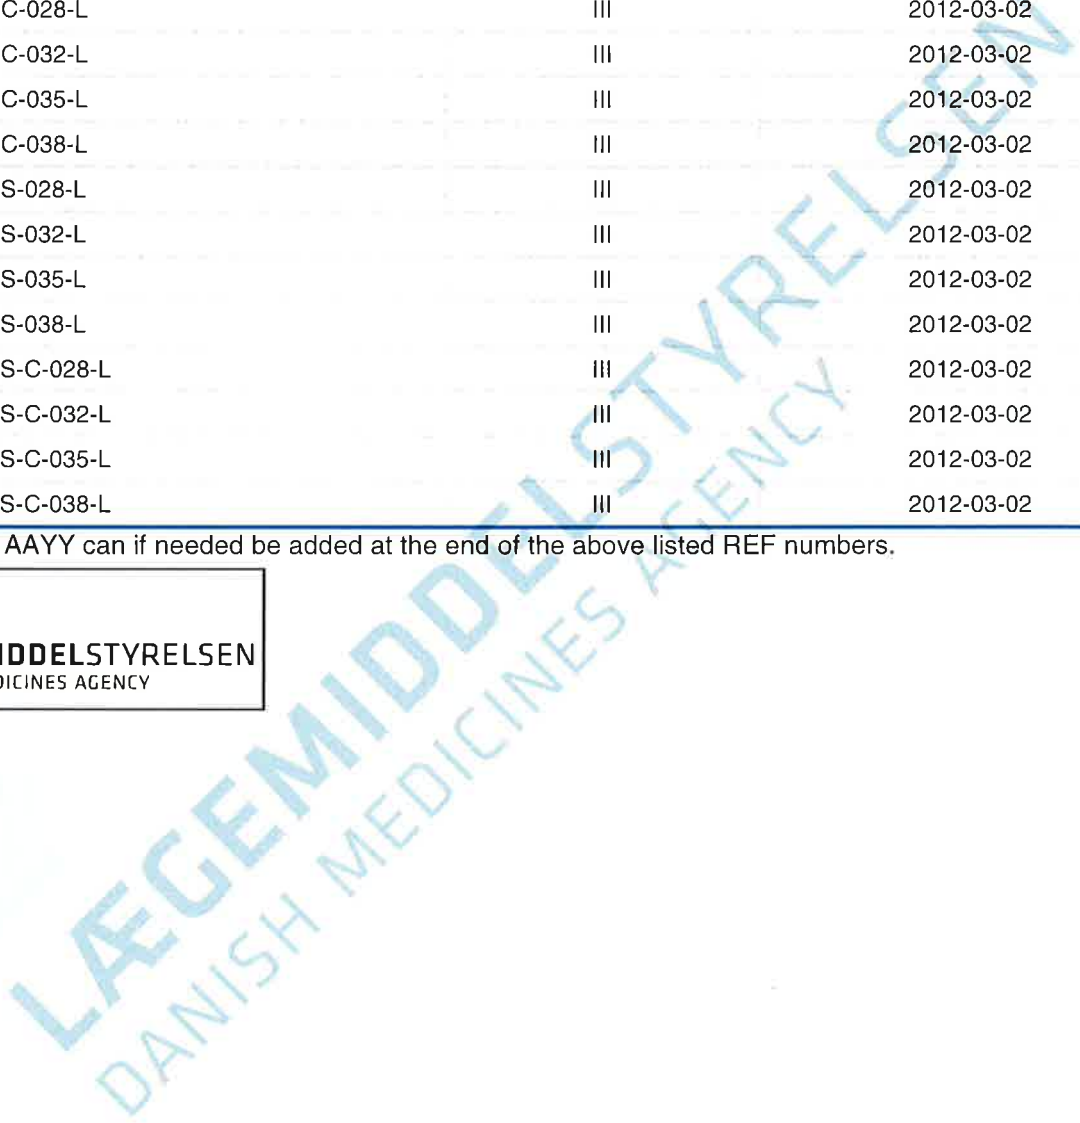 C-028-L III 2012-03-02
C-032-L III 2012-03-02
C-035-L III 2012-03-02
C-038-L III 2012-03-02
S-028-L III 2012-03-02
S-032-L III 2012-03-02
S-035-L III 2012-03-02
S-038-L III 2012-03-02
S-C-028-L III 2012-03-02
S-C-032-L III 2012-03-02
S-C-035-L III 2012-03-02
S-C-038-L III 2012-03-02
AAYY can if needed be added at the end of the above listed REF numbers.
IDDELSTYRELSEN
DICINES AGENCY
LÆGEMIDDELSTYRELSEN
DANISH MEDICINES AGENCY